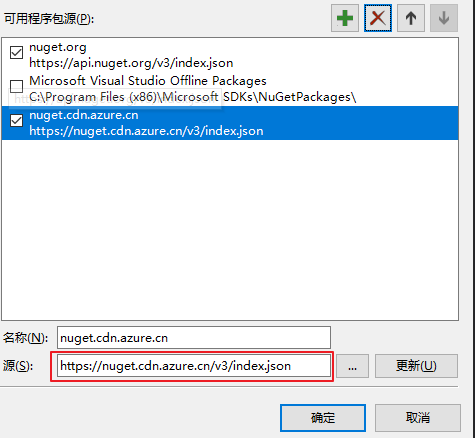 可用程序包源(P):
nuget.org
https://api.nuget.org/v3/index.json
Microsoft Visual Studio Offline Packages
C:\Program Files (x86)\Microsoft SDKs\NuGetPackages\
nuget.cdn.azure.cn
https://nuget.cdn.azure.cn/v3/index.json
名称(N): nuget.cdn.azure.cn
源(S): https://nuget.cdn.azure.cn/v3/index.json ... 更新(U)
确定 取消